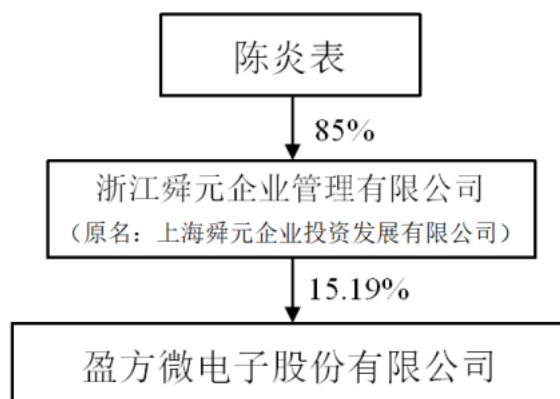 陈炎表
85%
浙江舜元企业管理有限公司
（原名：上海舜元企业投资发展有限公司）
15.19%
盈方微电子股份有限公司